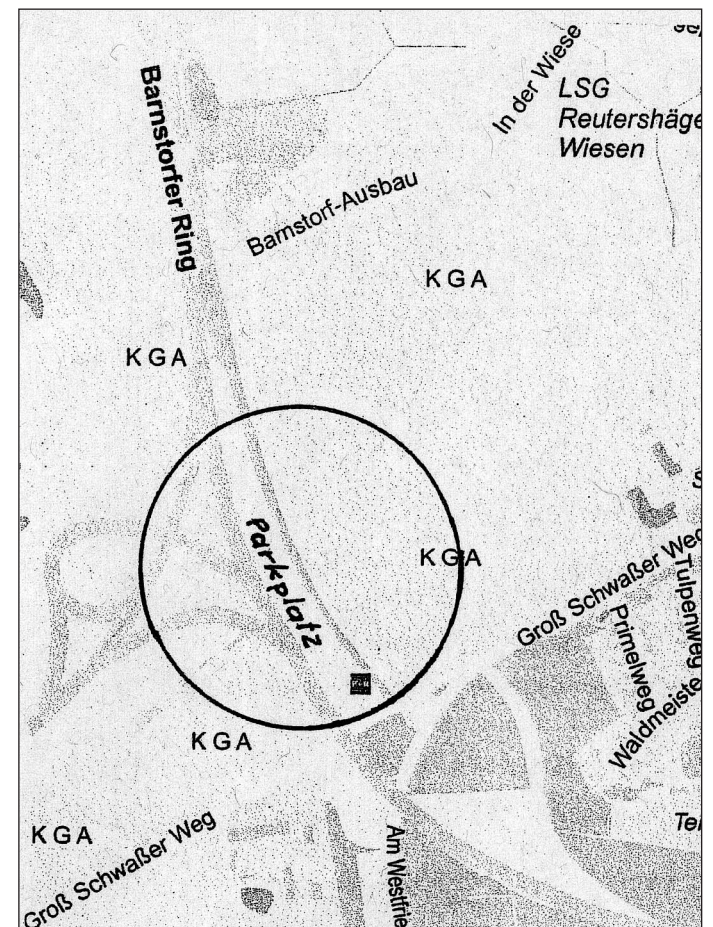 Barnstorfer Ring
In der Wiese
LSG
Reutershäge
Wiesen
Barnstorf-Ausbau
KGA
KGA
Parkplatz
KGA
Groß Schwaßer Weg
Tulpenweg
Primelweg
Waldmeiste
P+R
KGA
KGA
Groß Schwaßer Weg
Am Westfrie
Te